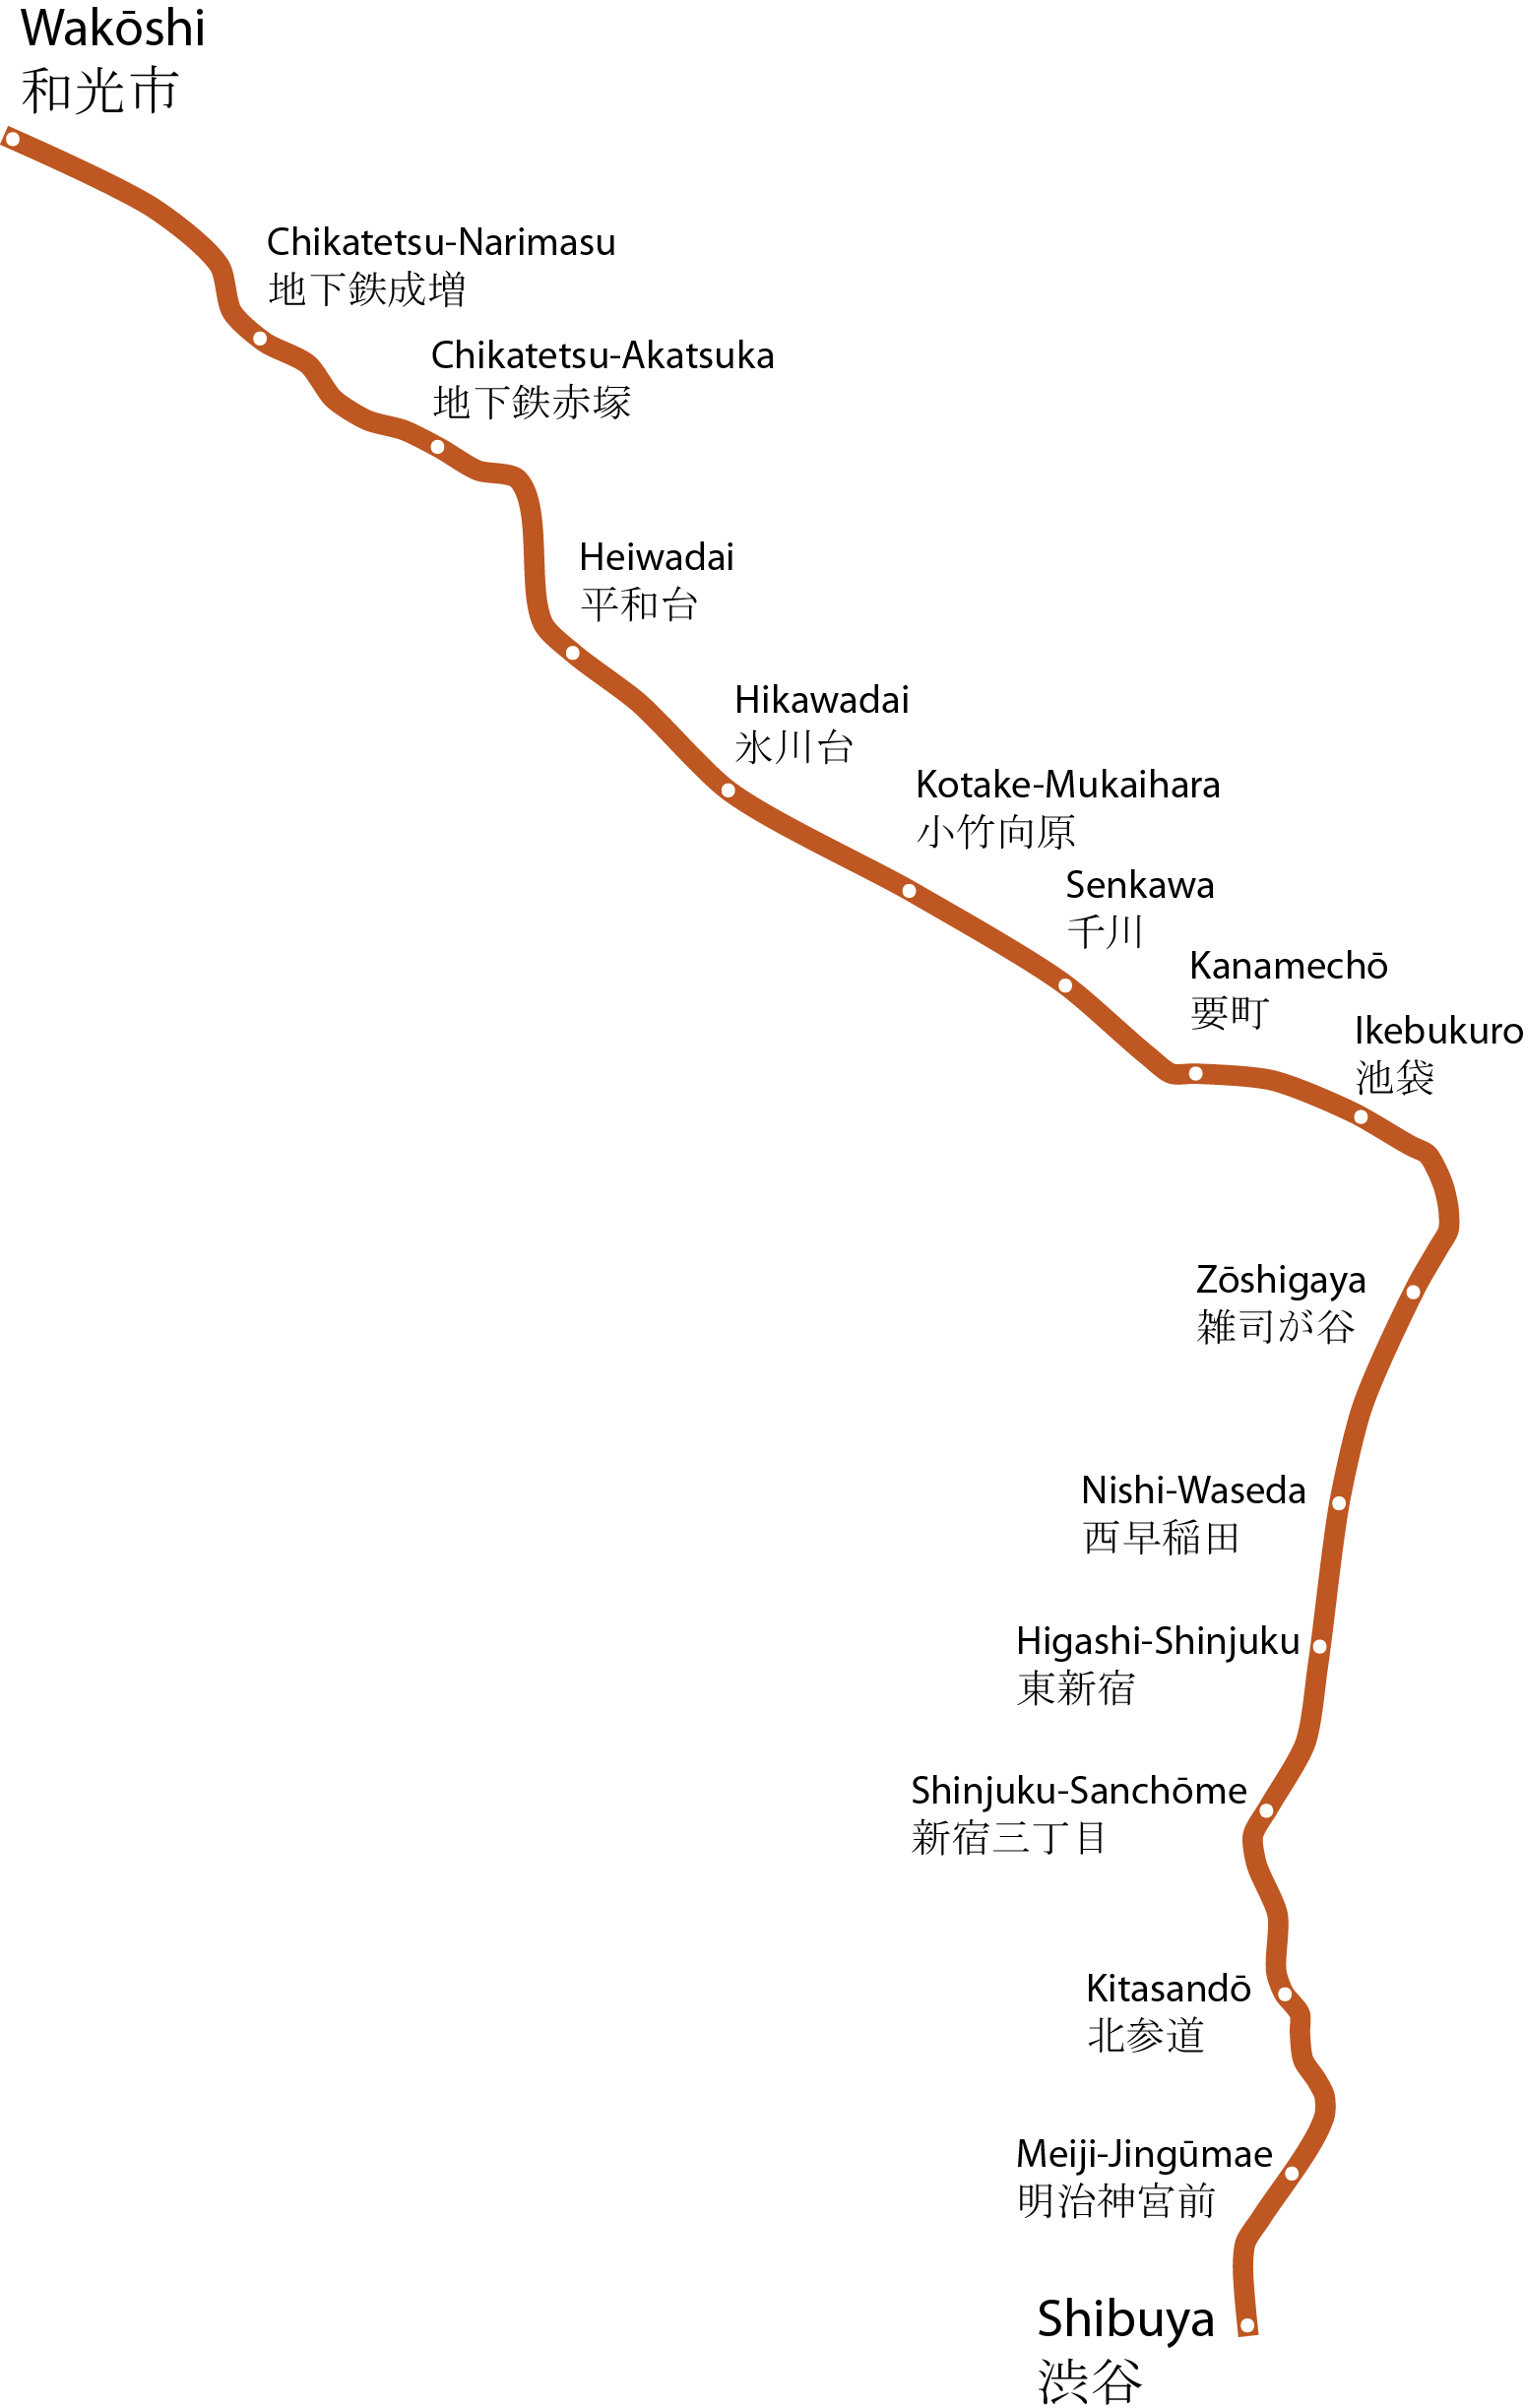 Wakōshi
和光市
Chikatetsu-Narimasu
地下鉄成増
Chikatetsu-Akatsuka
地下鉄赤塚
Heiwadai
平和台
Hikawadai
氷川台
Kotake-Mukaihara
小竹向原
Senkawa
千川
Kanamechō
要町
Ikebukuro
池袋
Zōshigaya
雑司が谷
Nishi-Waseda
西早稲田
Higashi-Shinjuku
東新宿
Shinjuku-Sanchōme
新宿三丁目
Kitasandō
北参道
Meiji-Jingūmae
明治神宮前
Shibuya
渋谷